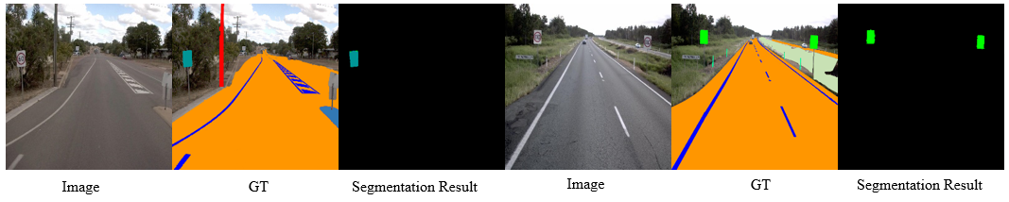 Image
GT
Segmentation Result
Image
GT
Segmentation Result